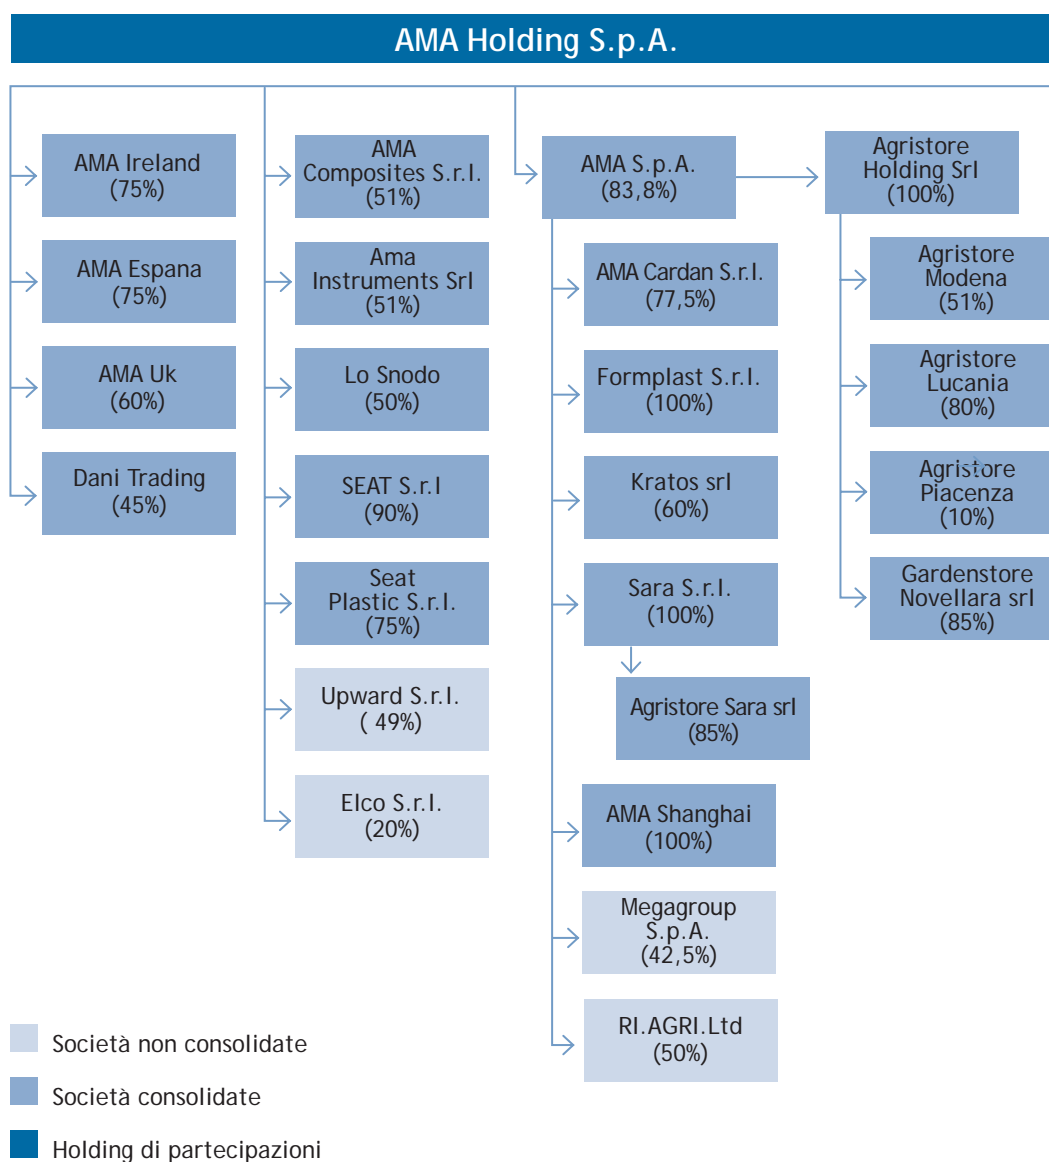 AMA Holding S.p.A.
AMA Ireland
(75%)
AMA Espana
(75%)
AMA Uk
(60%)
Dani Trading
(45%)
AMA
Composites S.r.l.
(51%)
Ama
Instruments Srl
(51%)
Lo Snodo
(50%)
SEAT S.r.l
(90%)
Seat
Plastic S.r.l.
(75%)
Upward S.r.l.
( 49%)
Elco S.r.l.
(20%)
AMA S.p.A.
(83,8%)
AMA Cardan S.r.l.
(77,5%)
Formplast S.r.l.
(100%)
Kratos srl
(60%)
Sara S.r.l.
(100%)
Agristore Sara srl
(85%)
AMA Shanghai
(100%)
Megagroup
S.p.A.
(42,5%)
RI.AGRI.Ltd
(50%)
Agristore
Holding Srl
(100%)
Agristore
Modena
(51%)
Agristore
Lucania
(80%)
Agristore
Piacenza
(10%)
Gardenstore
Novellara srl
(85%)
Società non consolidate
Società consolidate
Holding di partecipazioni